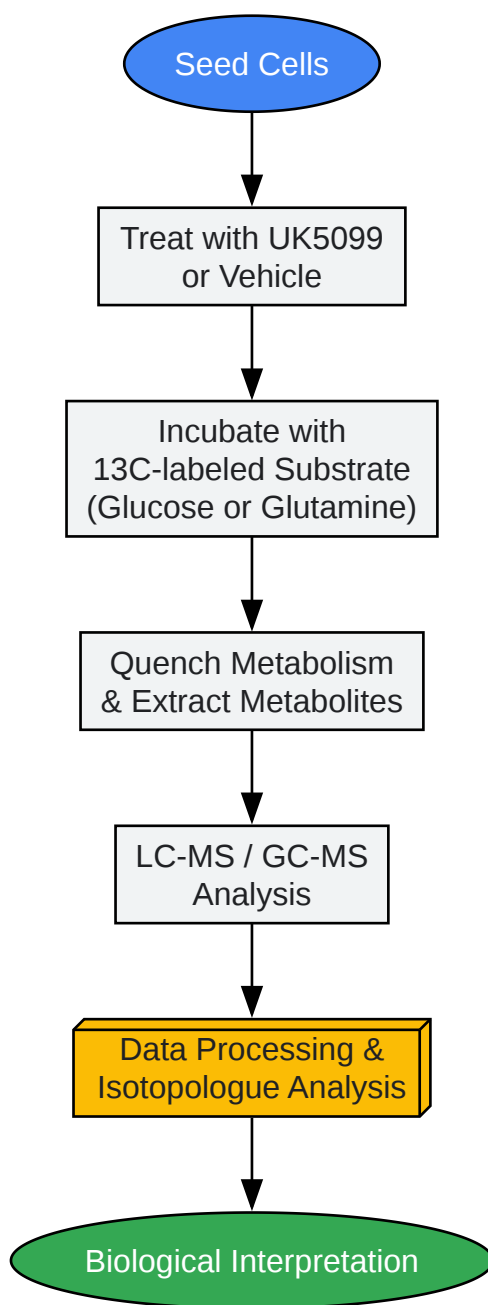 Seed Cells
Treat with UK5099
or Vehicle
Incubate with
13C-labeled Substrate
(Glucose or Glutamine)
Quench Metabolism
& Extract Metabolites
LC-MS / GC-MS
Analysis
Data Processing &
Isotopologue Analysis
Biological Interpretation